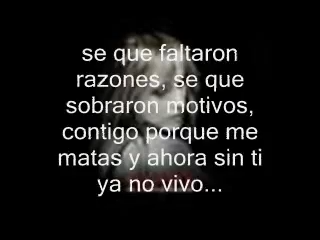 se que faltaron
razones, se que
sobraron motivos,
contigo porque me
matas y ahora sin ti
ya no vivo...